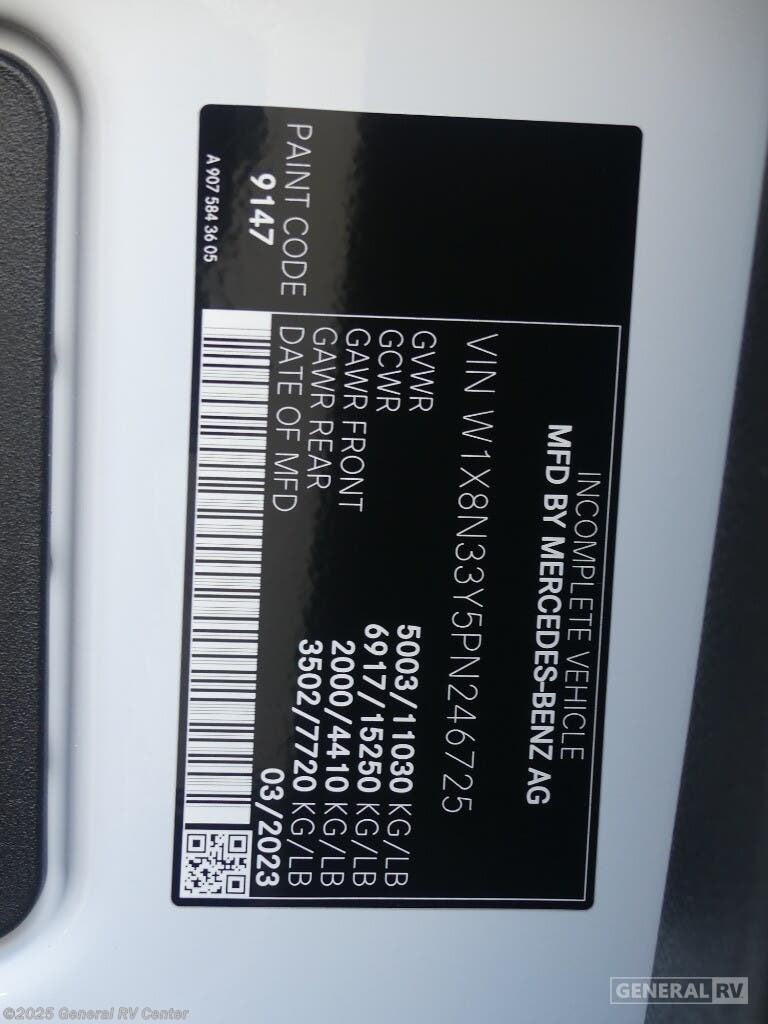 INCOMPLETE VEHICLE
MFD BY MERCEDES-BENZ AG
VIN W1X8N33Y5PN246725
GVWR 5003/11030 KG/LB
GCWR 6917/15250 KG/LB
GAWR FRONT 2000/4410 KG/LB
GAWR REAR 3502/7720 KG/LB
DATE OF MFD 03/2023
PAINT CODE
9147
A 907 584 36 05
©2025 General RV Center
GENERAL RV